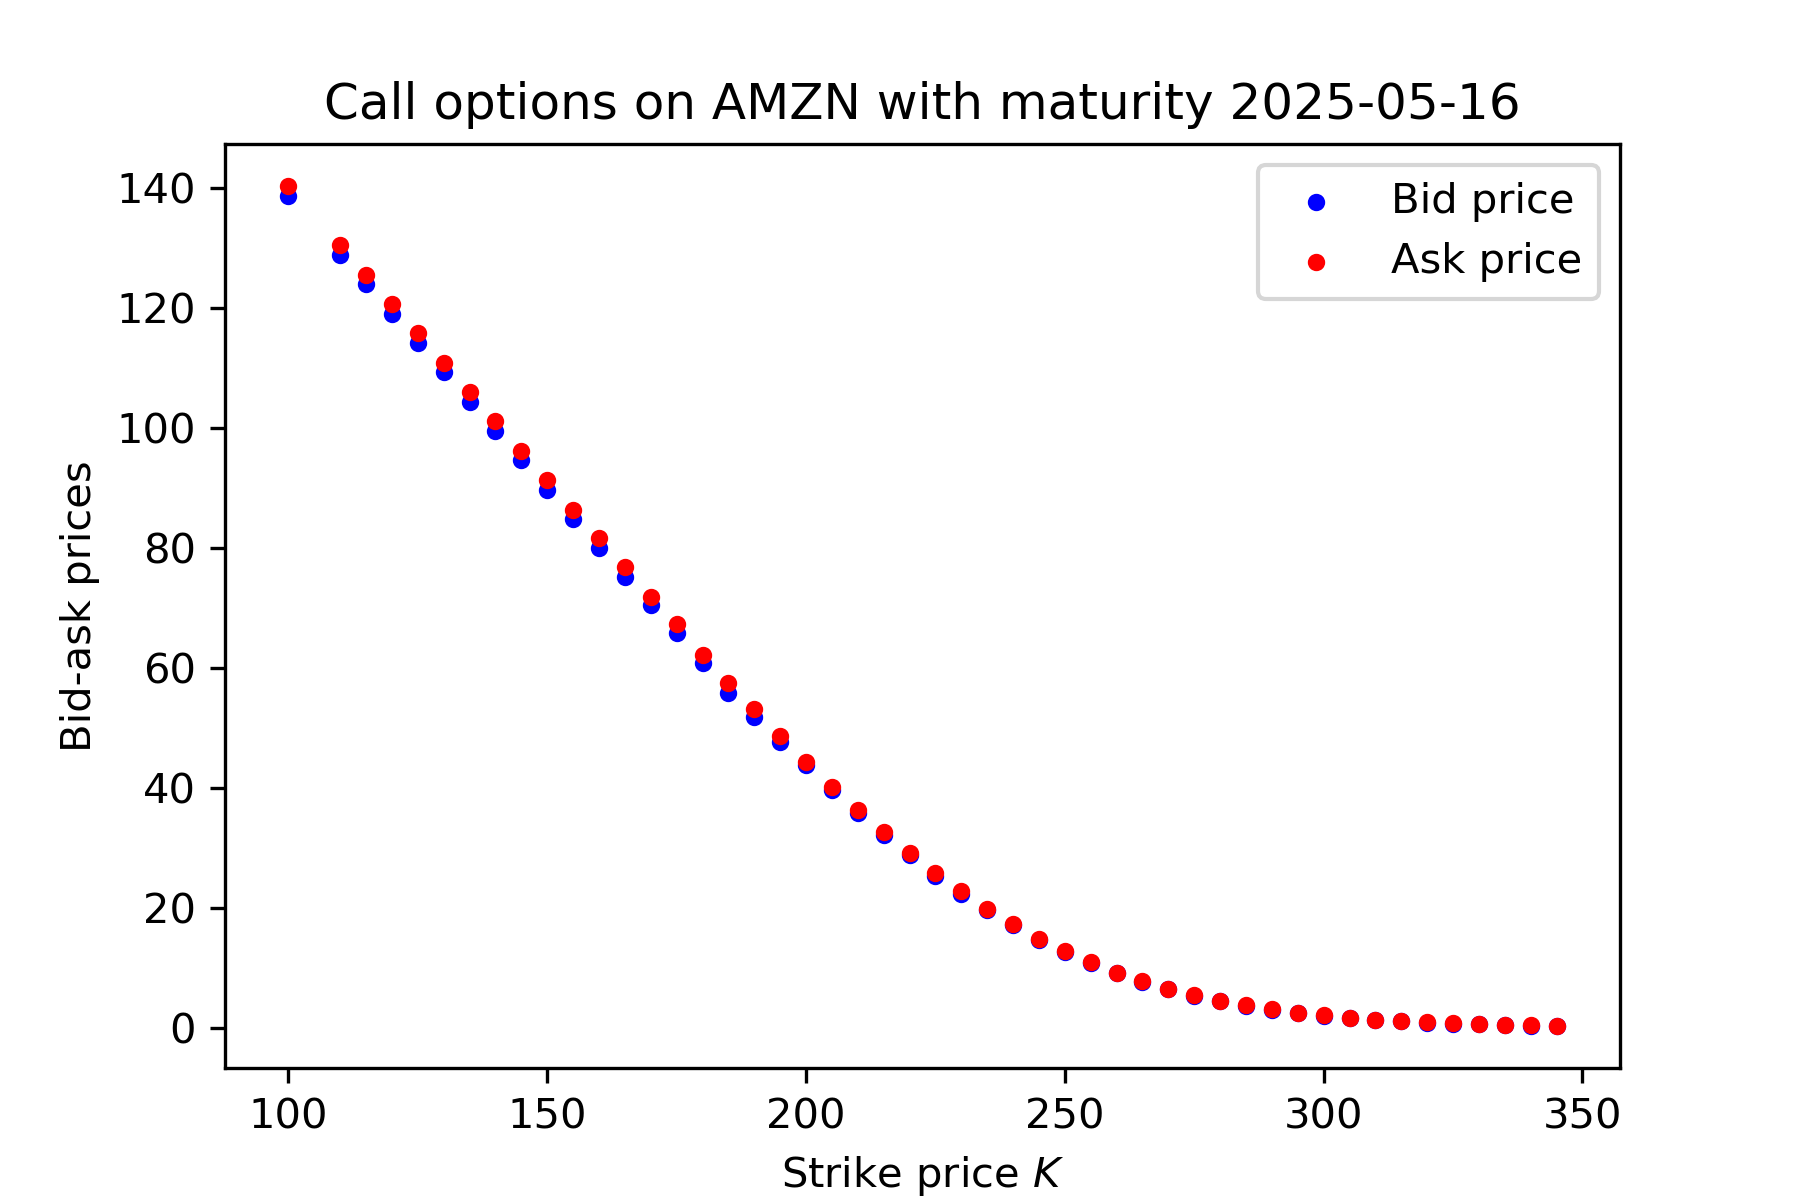 Call options on AMZN with maturity 2025-05-16
Bid price
Ask price
140
120
100
80
60
40
20
0
Bid-ask prices
100 150 200 250 300 350
Strike price K